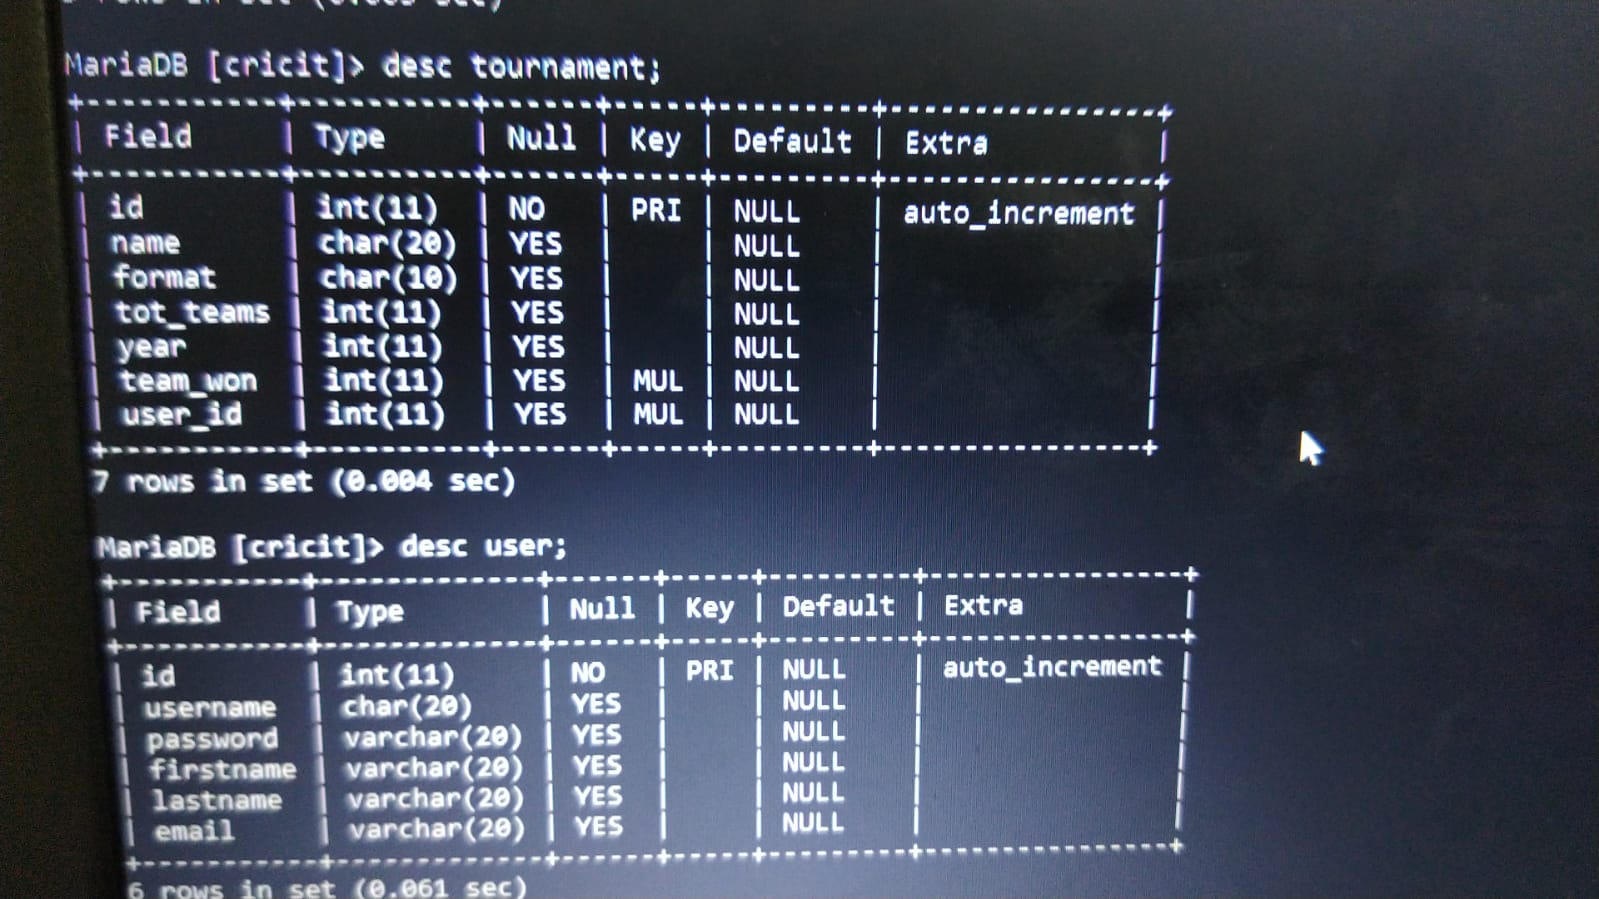 rows in set
MariaDB [cricit]> desc tournament;
+-----------+----------+------+-----+---------+----------------+
| Field | Type | Null | Key | Default | Extra |
+-----------+----------+------+-----+---------+----------------+
| id | int(11) | NO | PRI | NULL | auto_increment |
| name | char(20) | YES | | NULL | |
| format | char(10) | YES | | NULL | |
| tot_teams | int(11) | YES | | NULL | |
| year | int(11) | YES | | NULL | |
| team_won | int(11) | YES | MUL | NULL | |
| user_id | int(11) | YES | MUL | NULL | |
+-----------+----------+------+-----+---------+----------------+
7 rows in set (0.004 sec)
MariaDB [cricit]> desc user;
+-----------+-------------+------+-----+---------+----------------+
| Field | Type | Null | Key | Default | Extra |
+-----------+-------------+------+-----+---------+----------------+
| id | int(11) | NO | PRI | NULL | auto_increment |
| username | char(20) | YES | | NULL | |
| password | varchar(20) | YES | | NULL | |
| firstname | varchar(20) | YES | | NULL | |
| lastname | varchar(20) | YES | | NULL | |
| email | varchar(20) | YES | | NULL | |
+-----------+-------------+------+-----+---------+----------------+
6 rows in set (0.061 sec)